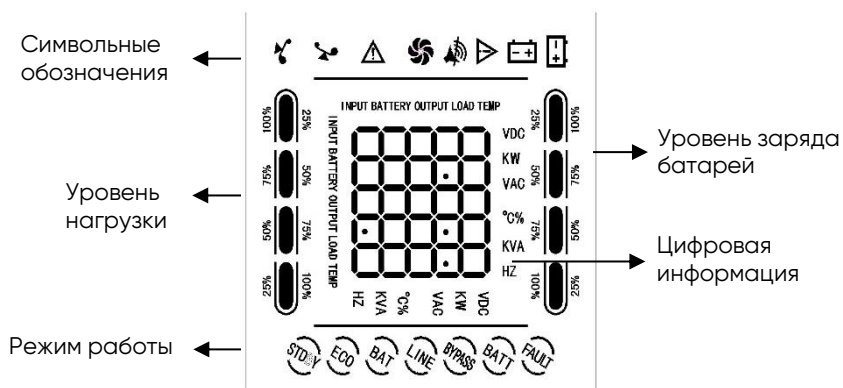 Символьные
обозначения
INPUT BATTERY OUTPUT LOAD TEMP
INPUT BATTERY OUTPUT LOAD TEMP
100%
25%
75%
50%
50%
75%
25%
100%
Уровень
нагрузки
VDC
KW
VAC
°C%
KVA
HZ
HZ
KVA
°C%
VAC
KW
VDC
25%
100%
50%
75%
75%
50%
100%
25%
Уровень заряда
батарей
Цифровая
информация
Режим работы
ECO
BAT
LINE
BYPASS
BATT
FAULT